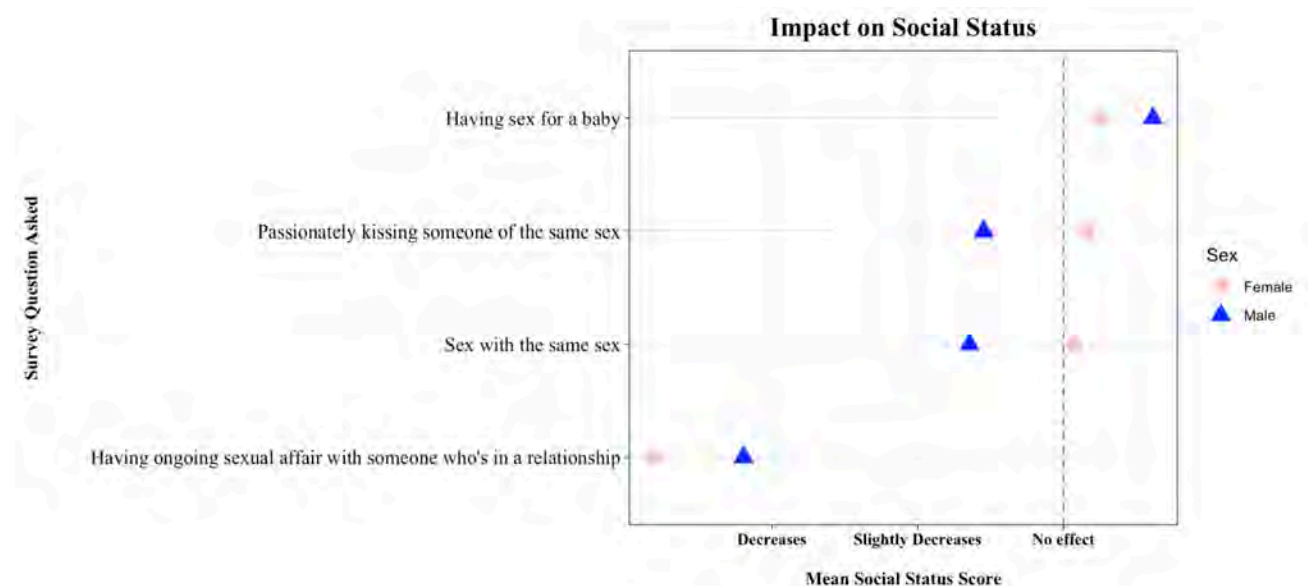 Impact on Social Status
Having sex for a baby
Passionately kissing someone of the same sex
Sex with the same sex
Having ongoing sexual affair with someone who's in a relationship
Survey Question Asked
Decreases
Slightly Decreases
No effect
Mean Social Status Score
Sex
Female
Male